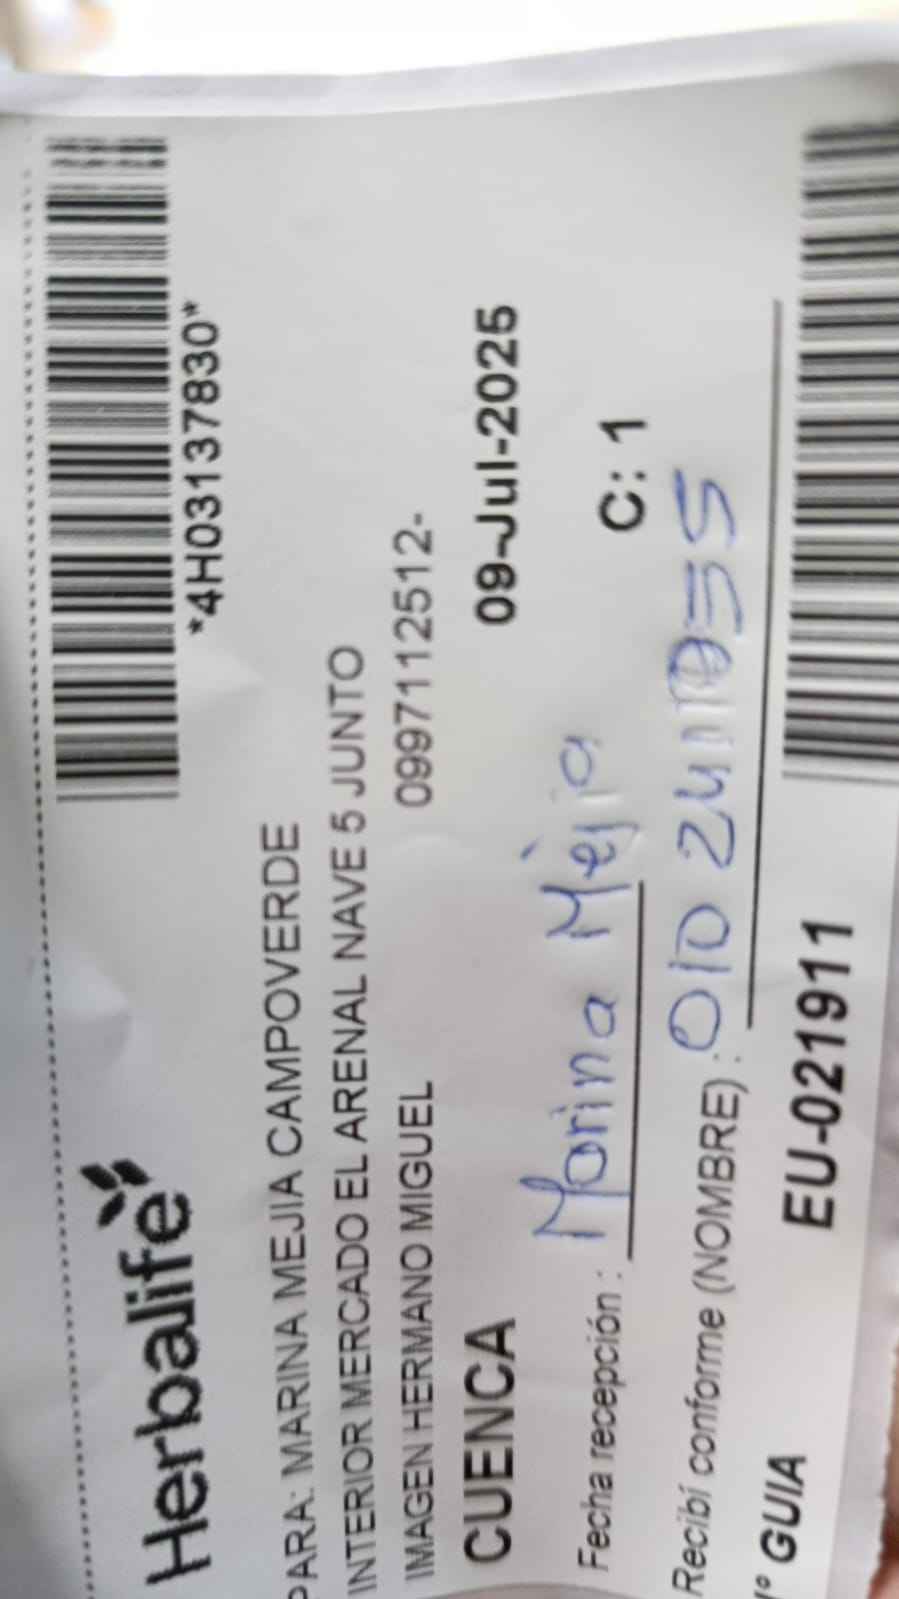 Herbalife
*4H03137830*
PARA: MARINA MEJIA CAMPOVERDE
INTERIOR MERCADO EL ARENAL NAVE 5 JUNTO
IMAGEN HERMANO MIGUEL 0997112512-
CUENCA 09-Jul-2025
Fecha recepción : Marina Mejia C: 1
Recibí conforme (NOMBRE) :
° GUIA EU-021911